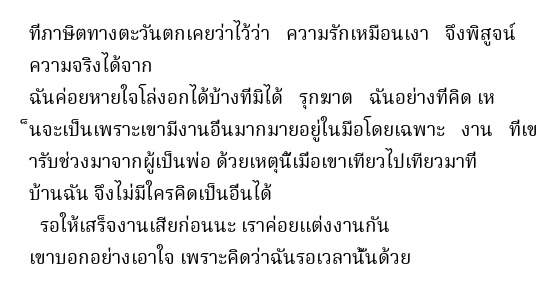 ที่ภาษิตทางตะวันตกเคยว่าไว้ว่า ความรักเหมือนเงา จึงพิสูจน์
ความจริงได้จาก
ฉันค่อยหายใจโล่งอกได้บ้างที่มิได้ รุกฆาต ฉันอย่างที่คิด เห
็นจะเป็นเพราะเขามีงานอื่นมากมายอยู่ในมือโดยเฉพาะ งาน ที่เข
ารับช่วงมาจากผู้เป็นพ่อ ด้วยเหตุนี้เมื่อเขาเทียวไปเทียวมาที่
บ้านฉัน จึงไม่มีใครคิดเป็นอื่นได้
รอให้เสร็จงานเสียก่อนนะ เราค่อยแต่งงานกัน
เขาบอกอย่างเอาใจ เพราะคิดว่าฉันรอเวลานั้นด้วย